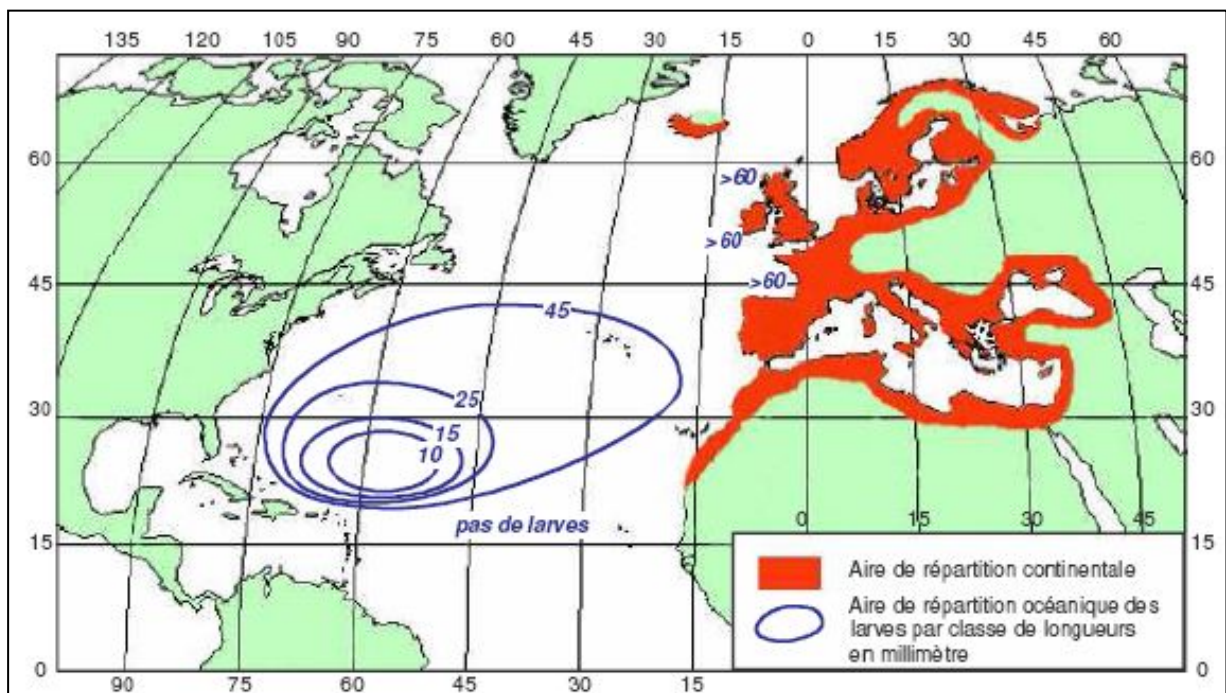 135 120 105 90 75 60 45 30 15 0 15 30 45 60
60 >60 60
>60
45 >60 45
45
30 25 30
15
10
pas de larves 0 15 30 45
15 15
Aire de répartition continentale
Aire de répartition océanique des
larves par classe de longueurs
en millimètre
0 0
90 75 60 45 30 15